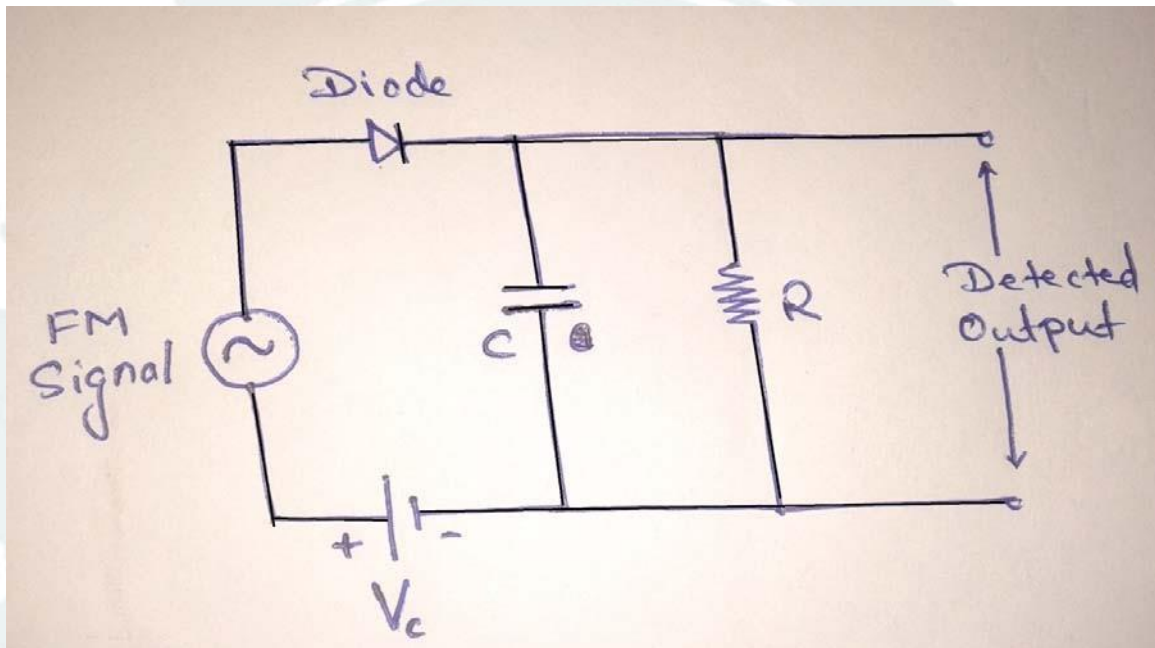 Diode
FM
Signal
C
R
Detected
Output
+
-
Vc